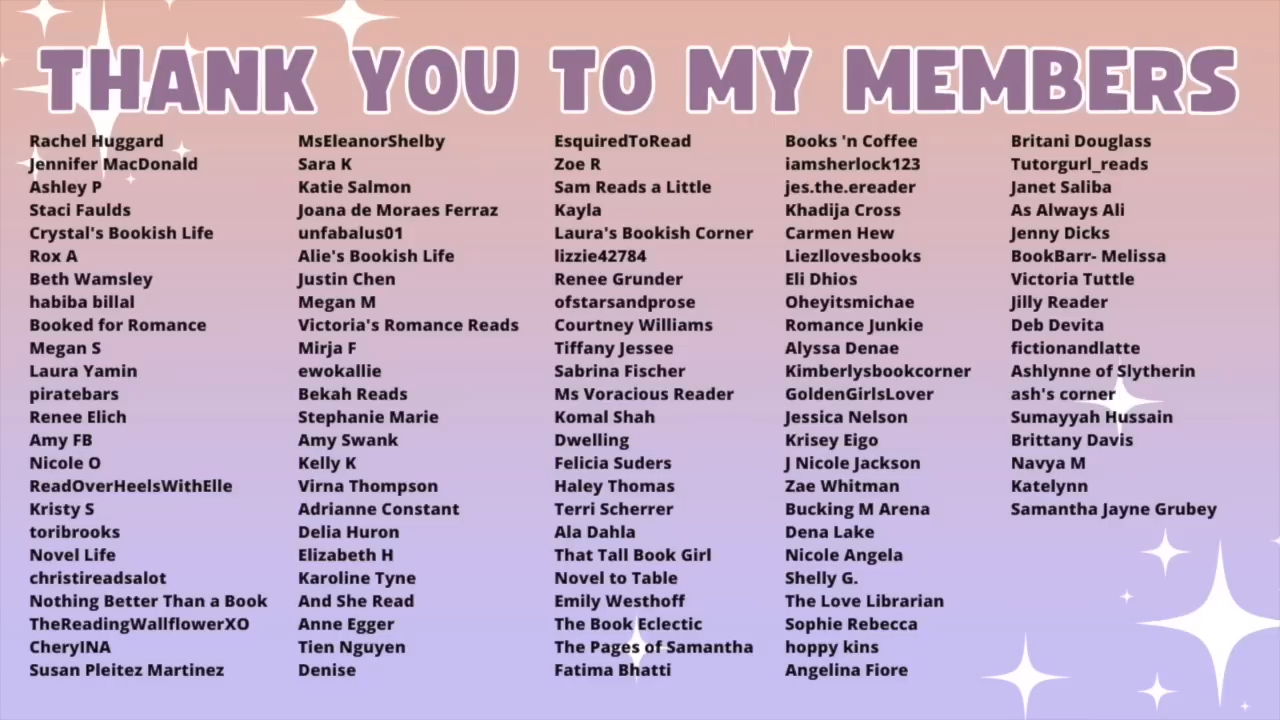 THANK YOU TO MY MEMBERS
Rachel Huggard
Jennifer MacDonald
Ashley P
Staci Faulds
Crystal's Bookish Life
Rox A
Beth Wamsley
habiba billal
Booked for Romance
Megan S
Laura Yamin
piratebars
Renee Elich
Amy FB
Nicole O
ReadOverHeelsWithElle
Kristy S
toribrooks
Novel Life
christireadsalot
Nothing Better Than a Book
TheReadingWallflowerXO
CheryINA
Susan Pleitez Martinez
MsEleanorShelby
Sara K
Katie Salmon
Joana de Moraes Ferraz
unfabalus01
Alie's Bookish Life
Justin Chen
Megan M
Victoria's Romance Reads
Mirja F
ewokallie
Bekah Reads
Stephanie Marie
Amy Swank
Kelly K
Virna Thompson
Adrianne Constant
Delia Huron
Elizabeth H
Karoline Tyne
And She Read
Anne Egger
Tien Nguyen
Denise
EsquiredToRead
Zoe R
Sam Reads a Little
Kayla
Laura's Bookish Corner
lizzie42784
Renee Grunder
ofstarsandprose
Courtney Williams
Tiffany Jessee
Sabrina Fischer
Ms Voracious Reader
Komal Shah
Dwelling
Felicia Suders
Haley Thomas
Terri Scherrer
Ala Dahla
That Tall Book Girl
Novel to Table
Emily Westhoff
The Book Eclectic
The Pages of Samantha
Fatima Bhatti
Books 'n Coffee
iamsherlock123
jes.the.ereader
Khadija Cross
Carmen Hew
Liezllovesbooks
Eli Dhios
Oheyitsmichae
Romance Junkie
Alyssa Denae
Kimberlysbookcorner
GoldenGirlsLover
Jessica Nelson
Krisey Eigo
J Nicole Jackson
Zae Whitman
Bucking M Arena
Dena Lake
Nicole Angela
Shelly G.
The Love Librarian
Sophie Rebecca
hoppy kins
Angelina Fiore
Britani Douglass
Tutorgurl_reads
Janet Saliba
As Always Ali
Jenny Dicks
BookBarr- Melissa
Victoria Tuttle
Jilly Reader
Deb Devita
fictionandlatte
Ashlynne of Slytherin
ash's corner
Sumayyah Hussain
Brittany Davis
Navya M
Katelynn
Samantha Jayne Grubey